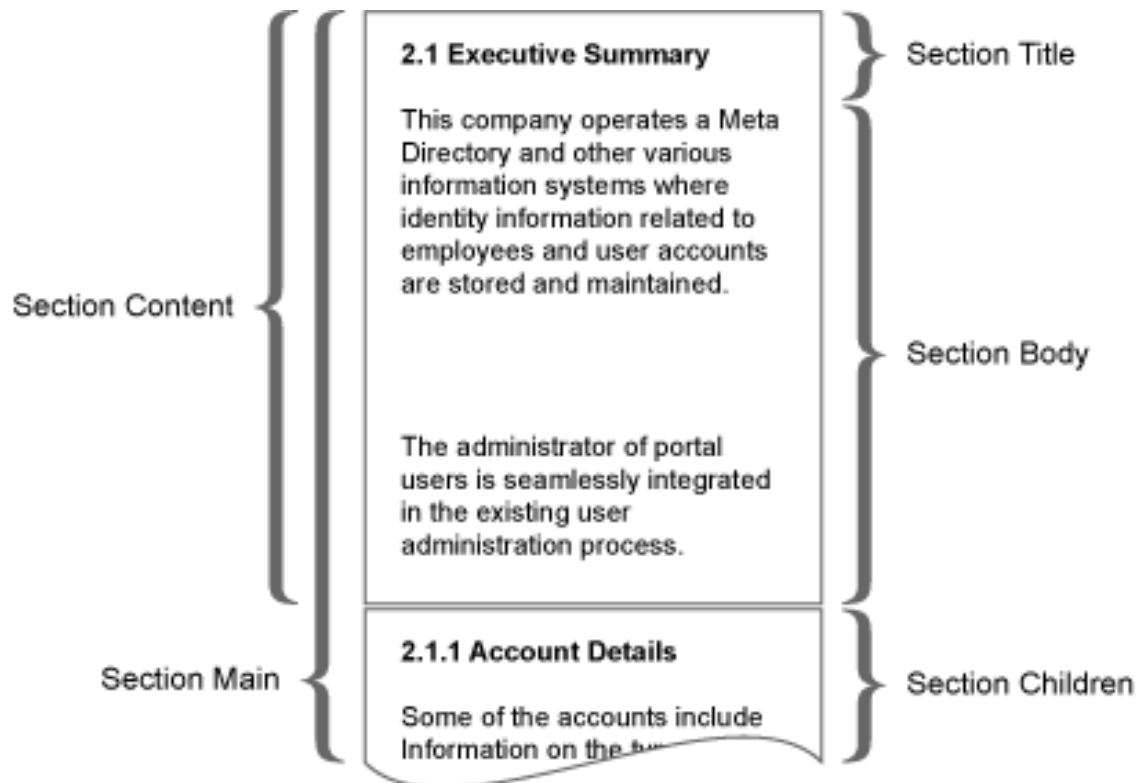 2.1 Executive Summary
Section Title
This company operates a Meta
Directory and other various
information systems where
identity information related to
employees and user accounts
are stored and maintained.
Section Content
Section Body
The administrator of portal
users is seamlessly integrated
in the existing user
administration process.
2.1.1 Account Details
Section Main
Section Children
Some of the accounts include
Information on the